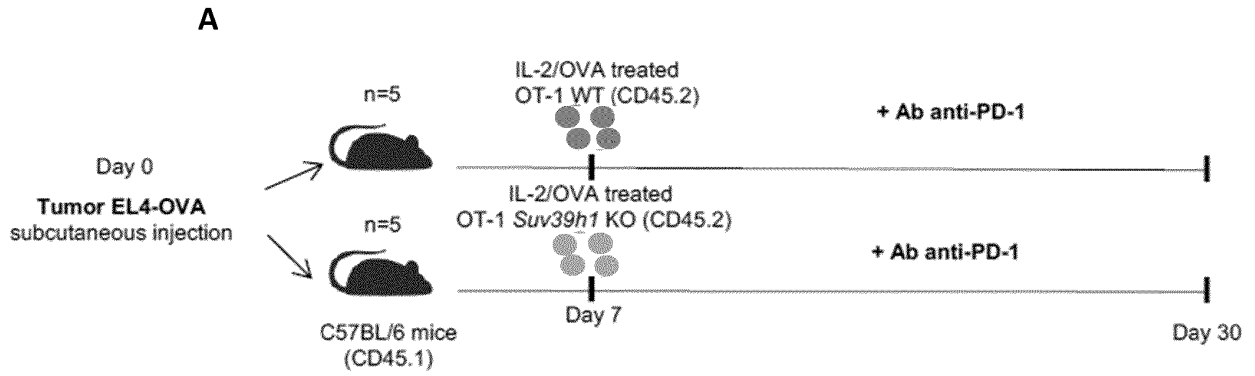 A
IL-2/OVA treated
OT-1 WT (CD45.2)
n=5
+ Ab anti-PD-1
Day 0
Tumor EL4-OVA
subcutaneous injection
IL-2/OVA treated
OT-1 Suv39h1 KO (CD45.2)
n=5
+ Ab anti-PD-1
Day 7
C57BL/6 mice
(CD45.1)
Day 30